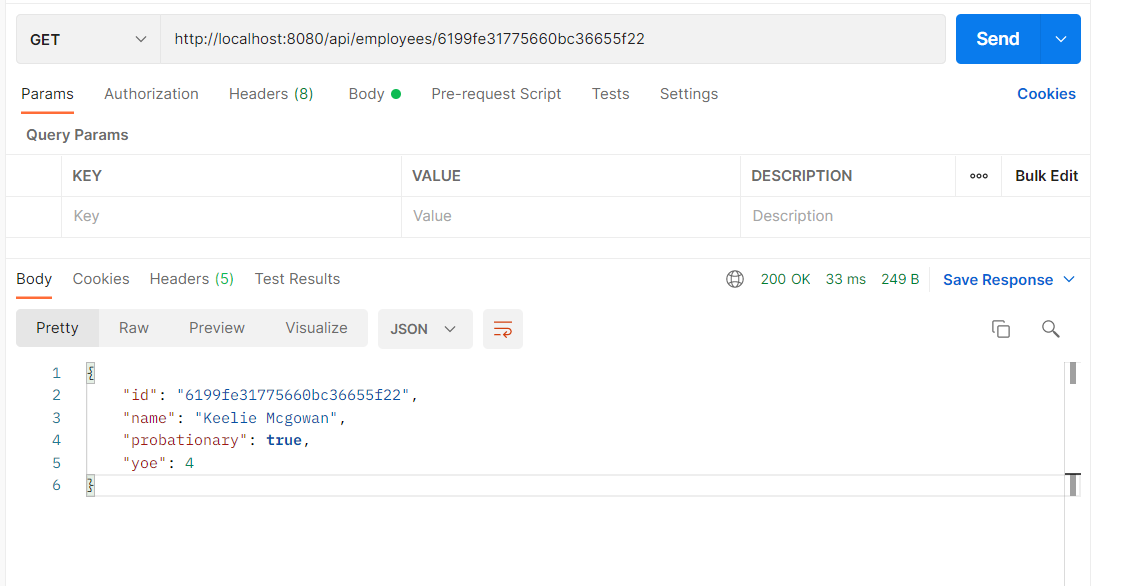 GET http://localhost:8080/api/employees/6199fe31775660bc36655f22 Send
Params Authorization Headers (8) Body Pre-request Script Tests Settings Cookies
Query Params
KEY VALUE DESCRIPTION ooo Bulk Edit
Key Value Description
Body Cookies Headers (5) Test Results 200 OK 33 ms 249 B Save Response
Pretty Raw Preview Visualize JSON
1 {
2 "id": "6199fe31775660bc36655f22",
3 "name": "Keelie Mcgowan",
4 "probationary": true,
5 "yoe": 4
6 }